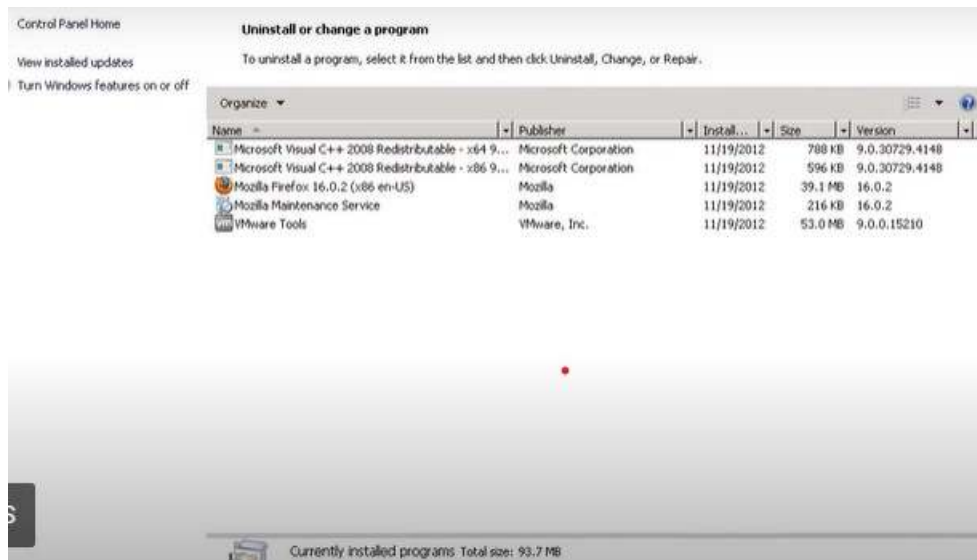 Control Panel Home
View installed updates
Turn Windows features on or off
Uninstall or change a program
To uninstall a program, select it from the list and then click Uninstall, Change, or Repair.
Organize
Name Publisher Install... Size Version
Microsoft Visual C++ 2008 Redistributable - x64 9... Microsoft Corporation 11/19/2012 788 KB 9.0.30729.4148
Microsoft Visual C++ 2008 Redistributable - x86 9... Microsoft Corporation 11/19/2012 596 KB 9.0.30729.4148
Mozilla Firefox 16.0.2 (x86 en-US) Mozilla 11/19/2012 39.1 MB 16.0.2
Mozilla Maintenance Service Mozilla 11/19/2012 216 KB 16.0.2
VMware Tools VMware, Inc. 11/19/2012 53.0 MB 9.0.0.15210
s
Currently installed programs Total size: 93.7 MB